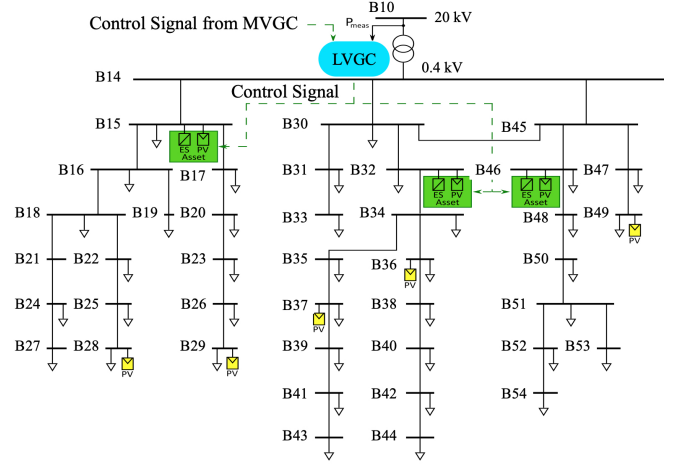 B10
20 kV
Control Signal from MVGC
Pmeas
LVGC
0.4 kV
B14
Control Signal
B15
B30
B45
ES PV
Asset
B16
B17
B31
B32
B46
B47
ES PV
Asset
ES PV
Asset
B18
B19
B20
B33
B34
B48
B49
PV
B21
B22
B23
B35
B36
B50
PV
B24
B25
B26
B37
B38
B51
PV
B27
B28
B29
B39
B40
B52
B53
PV
PV
B41
B42
B54
B43
B44